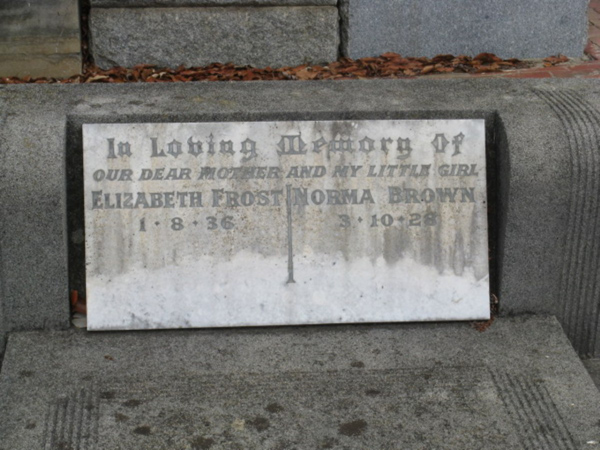 In Loving Memory Of
OUR DEAR MOTHER AND MY LITTLE GIRL
ELIZABETH FROST NORMA BROWN
1 · 8 · 36 3 · 10 · 28